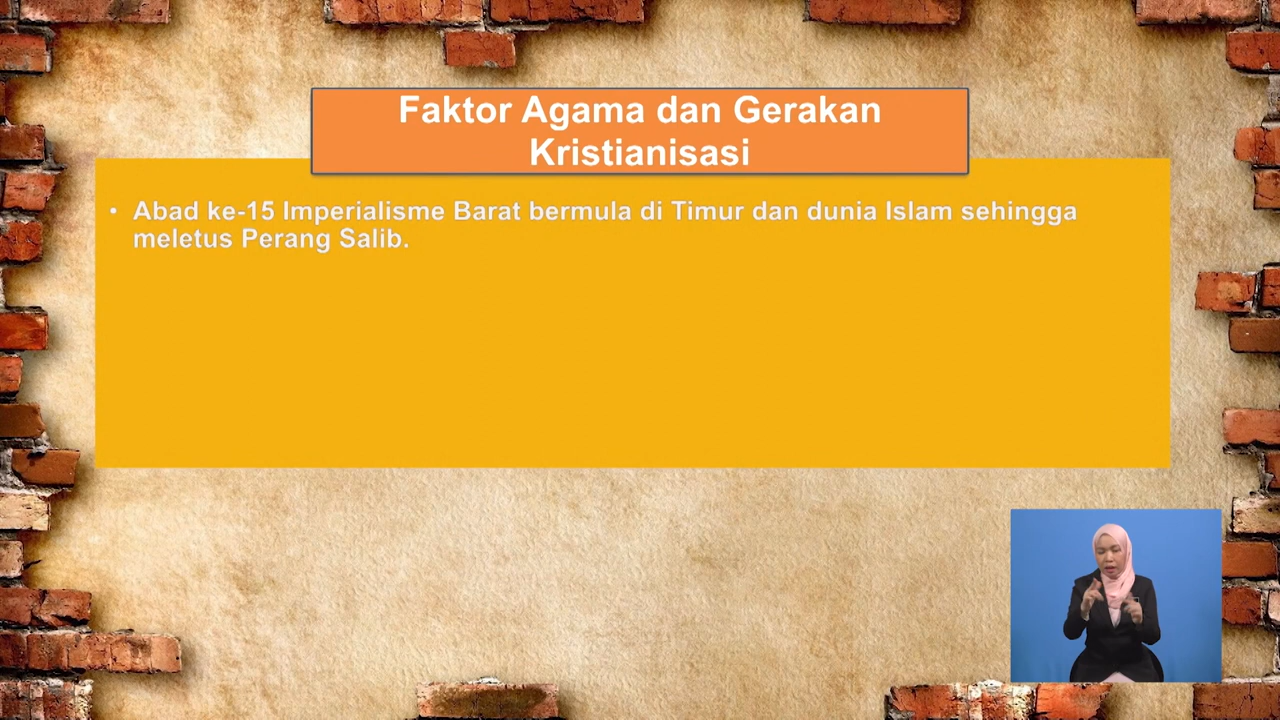 Faktor Agama dan Gerakan
Kristianisasi
• Abad ke-15 Imperialisme Barat bermula di Timur dan dunia Islam sehingga
meletus Perang Salib.